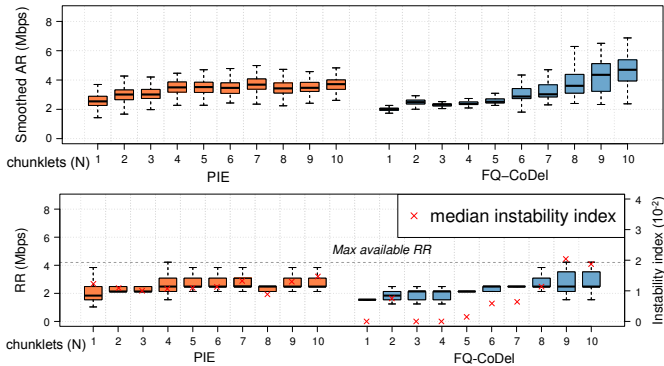 Smoothed AR (Mbps)
8
6
4
2
0
chunklets (N)
1 2 3 4 5 6 7 8 9 10 1 2 3 4 5 6 7 8 9 10
PIE FQ−CoDel
RR (Mbps)
8
6
4
2
0
× median instability index
Max available RR
4
3
2
1
0
Instability index (10⁻²)
chunklets (N)
1 2 3 4 5 6 7 8 9 10 1 2 3 4 5 6 7 8 9 10
PIE FQ-CoDel